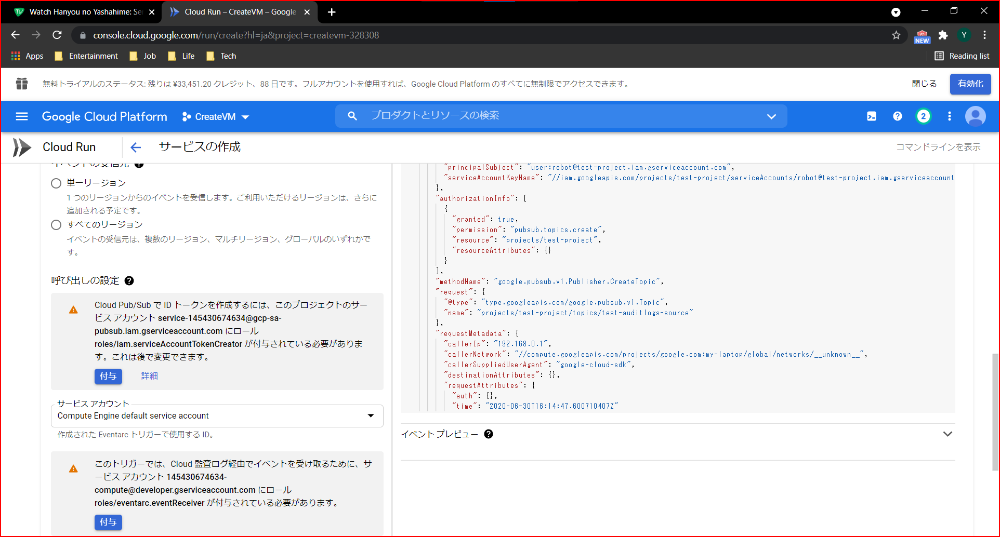 Watch Hanyou no Yashahime: Se
Cloud Run – CreateVM – Google
console.cloud.google.com/run/create?hl=ja&project=createvm-328308
NEW
Y
Apps
Entertainment
Job
Life
Tech
Reading list
無料トライアルのステータス: 残りは ¥33,451.20 クレジット、88 日です。フルアカウントを使用すれば、Google Cloud Platform のすべてに無制限でアクセスできます。
閉じる
有効化
Google Cloud Platform
CreateVM
プロダクトとリソースの検索
2
Cloud Run
サービスの作成
コマンドラインを表示
イベントの受信元
単一リージョン
1 つのリージョンからのイベントを受信します。ご利用いただけるリージョンは、さらに
追加される予定です。
すべてのリージョン
イベントの受信元は、複数のリージョン、マルチリージョン、グローバルのいずれかで
す。
呼び出しの設定
Cloud Pub/Sub で ID トークンを作成するには、このプロジェクトのサー
ビス アカウント service-145430674634@gcp-sa-
pubsub.iam.gserviceaccount.com にロール
roles/iam.serviceAccountTokenCreator が付与されている必要がありま
す。これは後で変更できます。
付与
詳細
サービス アカウント
Compute Engine default service account
作成された Eventarc トリガーで使用する ID。
このトリガーでは、Cloud 監査ログ経由でイベントを受け取るために、サ
ービス アカウント 145430674634-
compute@developer.gserviceaccount.com にロール
roles/eventarc.eventReceiver が付与されている必要があります。
付与
"principalSubject": "user:robot@test-project.iam.gserviceaccount.com",
"serviceAccountKeyName": "//iam.googleapis.com/projects/test-project/serviceAccounts/robot@test-project.iam.gserviceaccount
},
"authorizationInfo": [
{
"granted": true,
"permission": "pubsub.topics.create",
"resource": "projects/test-project",
"resourceAttributes": {}
}
],
"methodName": "google.pubsub.v1.Publisher.CreateTopic",
"request": {
"@type": "type.googleapis.com/google.pubsub.v1.Topic",
"name": "projects/test-project/topics/test-auditlogs-source"
},
"requestMetadata": {
"callerIp": "192.168.0.1",
"callerNetwork": "//compute.googleapis.com/projects/google.com:my-laptop/global/networks/__unknown__",
"callerSuppliedUserAgent": "google-cloud-sdk",
"destinationAttributes": {},
"requestAttributes": {
"auth": {},
"time": "2020-06-30T16:14:47.600710407Z"
イベント プレビュー